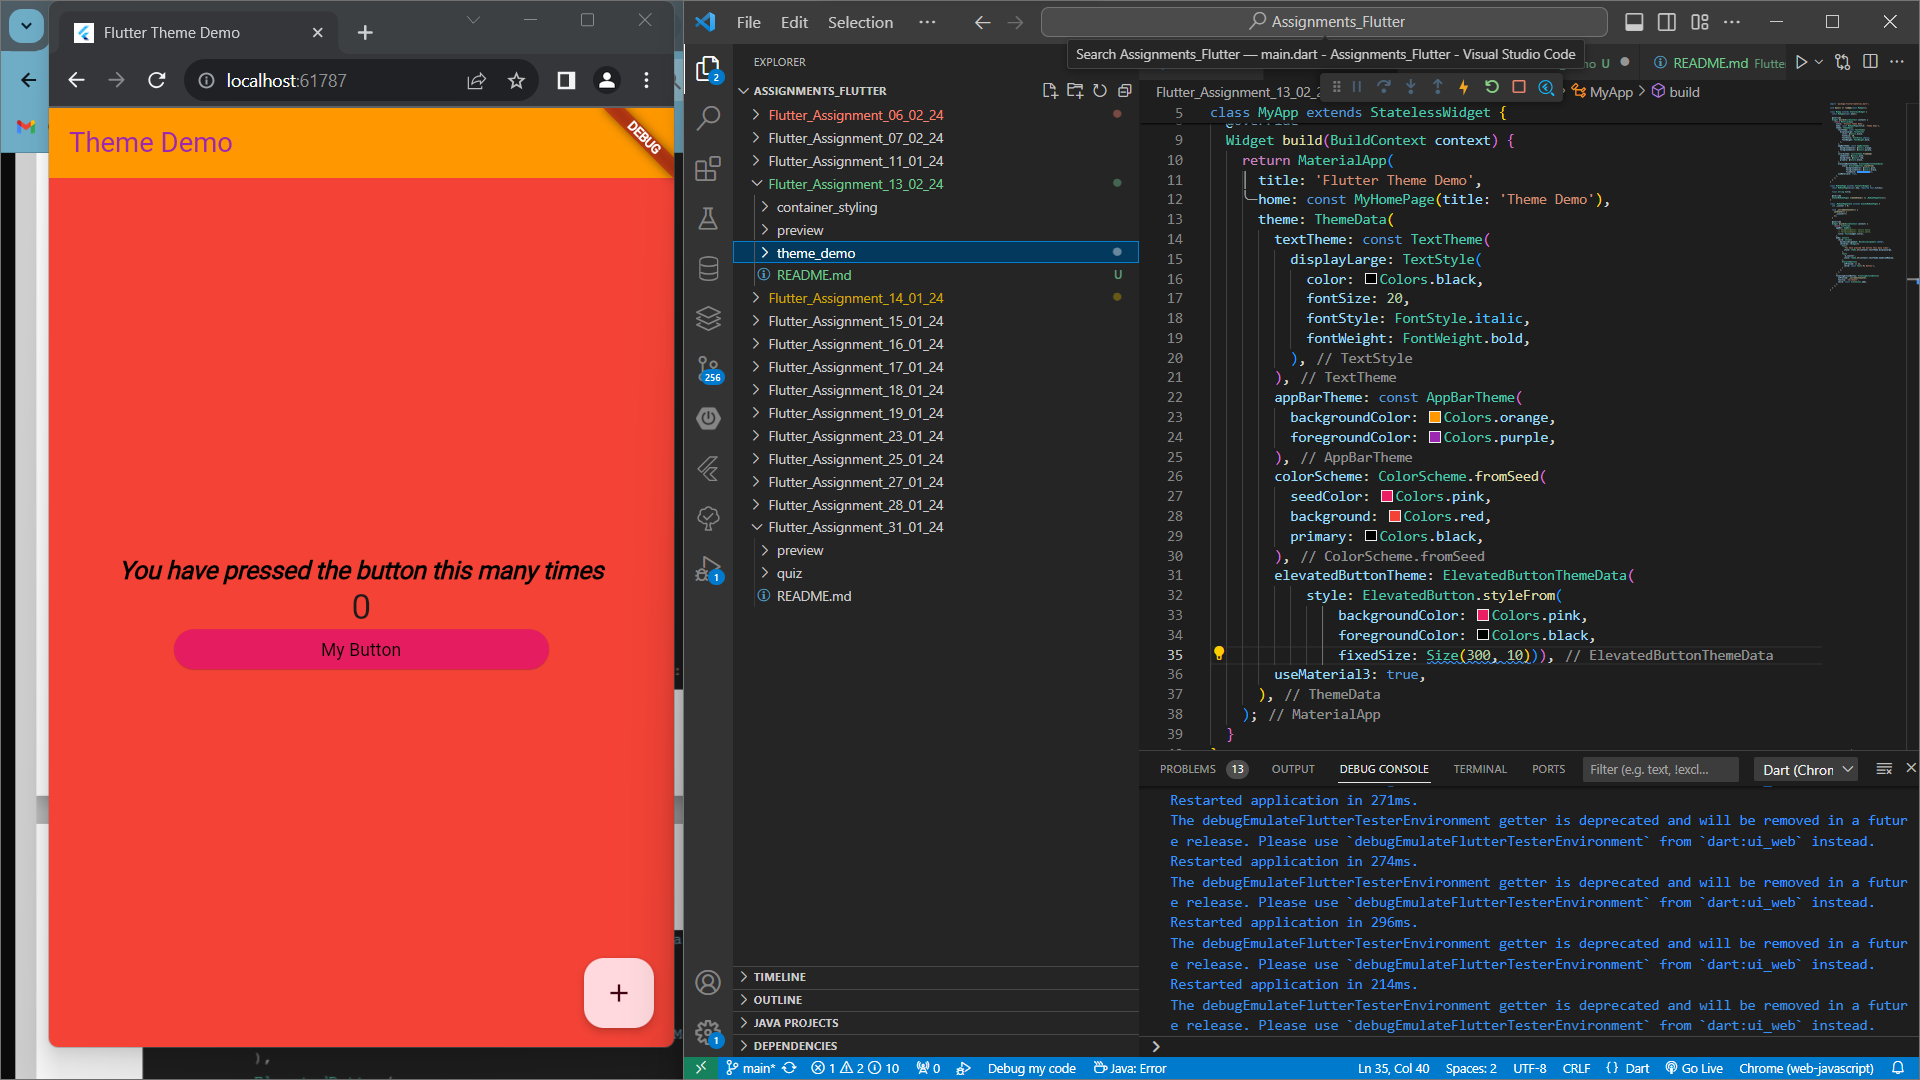 Flutter Theme Demo
localhost:61787
Theme Demo
DEBUG
You have pressed the button this many times
0
My Button
+
File Edit Selection ···
Assignments_Flutter
Search Assignments_Flutter — main.dart - Assignments_Flutter - Visual Studio Code
EXPLORER
ASSIGNMENTS_FLUTTER
Flutter_Assignment_06_02_24
Flutter_Assignment_07_02_24
Flutter_Assignment_11_01_24
Flutter_Assignment_13_02_24
container_styling
preview
theme_demo
README.md U
Flutter_Assignment_14_01_24
Flutter_Assignment_15_01_24
Flutter_Assignment_16_01_24
Flutter_Assignment_17_01_24
Flutter_Assignment_18_01_24
Flutter_Assignment_19_01_24
Flutter_Assignment_23_01_24
Flutter_Assignment_25_01_24
Flutter_Assignment_27_01_24
Flutter_Assignment_28_01_24
Flutter_Assignment_31_01_24
preview
quiz
README.md
TIMELINE
OUTLINE
JAVA PROJECTS
DEPENDENCIES
2
256
1
1
U
README.md Flutte
Flutter_Assignment_13_02_2
MyApp > build
5 class MyApp extends StatelessWidget {
9 Widget build(BuildContext context) {
10 return MaterialApp(
11 title: 'Flutter Theme Demo',
12 home: const MyHomePage(title: 'Theme Demo'),
13 theme: ThemeData(
14 textTheme: const TextTheme(
15 displayLarge: TextStyle(
16 color: Colors.black,
17 fontSize: 20,
18 fontStyle: FontStyle.italic,
19 fontWeight: FontWeight.bold,
20 ), // TextStyle
21 ), // TextTheme
22 appBarTheme: const AppBarTheme(
23 backgroundColor: Colors.orange,
24 foregroundColor: Colors.purple,
25 ), // AppBarTheme
26 colorScheme: ColorScheme.fromSeed(
27 seedColor: Colors.pink,
28 background: Colors.red,
29 primary: Colors.black,
30 ), // ColorScheme.fromSeed
31 elevatedButtonTheme: ElevatedButtonThemeData(
32 style: ElevatedButton.styleFrom(
33 backgroundColor: Colors.pink,
34 foregroundColor: Colors.black,
35 fixedSize: Size(300, 10))), // ElevatedButtonThemeData
36 useMaterial3: true,
37 ), // ThemeData
38 ); // MaterialApp
39 }
PROBLEMS 13 OUTPUT DEBUG CONSOLE TERMINAL PORTS Filter (e.g. text, !excl... Dart (Chron
Restarted application in 271ms.
The debugEmulateFlutterTesterEnvironment getter is deprecated and will be removed in a futur
e release. Please use `debugEmulateFlutterTesterEnvironment` from `dart:ui_web` instead.
Restarted application in 274ms.
The debugEmulateFlutterTesterEnvironment getter is deprecated and will be removed in a futur
e release. Please use `debugEmulateFlutterTesterEnvironment` from `dart:ui_web` instead.
Restarted application in 296ms.
The debugEmulateFlutterTesterEnvironment getter is deprecated and will be removed in a futur
e release. Please use `debugEmulateFlutterTesterEnvironment` from `dart:ui_web` instead.
Restarted application in 214ms.
The debugEmulateFlutterTesterEnvironment getter is deprecated and will be removed in a futur
e release. Please use `debugEmulateFlutterTesterEnvironment` from `dart:ui_web` instead.
main* 1 2 10 0 Debug my code Java: Error Ln 35, Col 40 Spaces: 2 UTF-8 CRLF { } Dart Go Live Chrome (web-javascript)